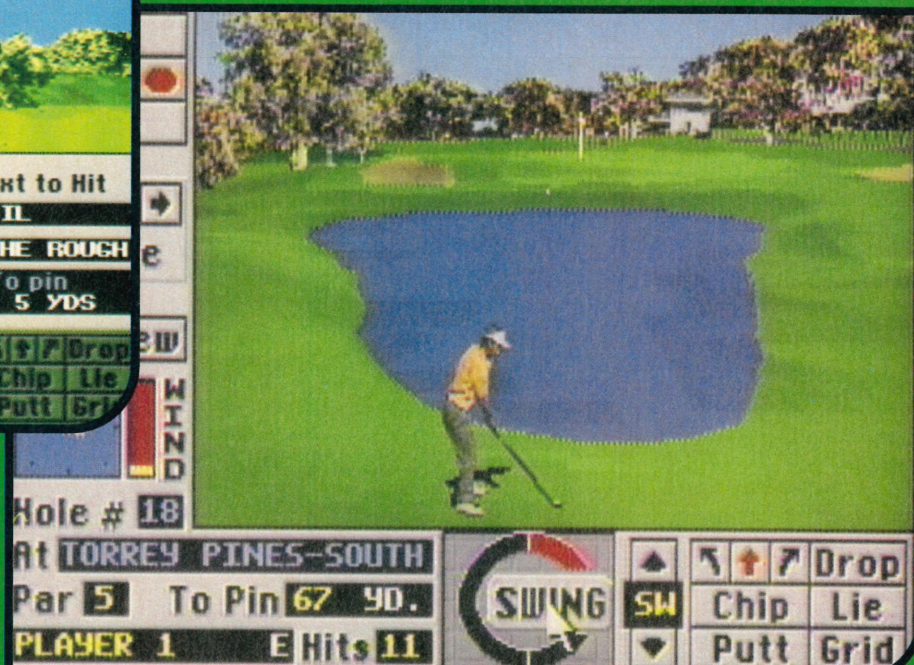 xt to Hit
IL
HE ROUGH
o pin
5 YDS
Drop
Chip Lie
Putt Gri
e
ew
WIND
Hole # 18
At TORREY PINES-SOUTH
Par 5 To Pin 67 YD.
PLAYER 1 E Hits 11
SWING
SW
Drop
Chip Lie
Putt Grid